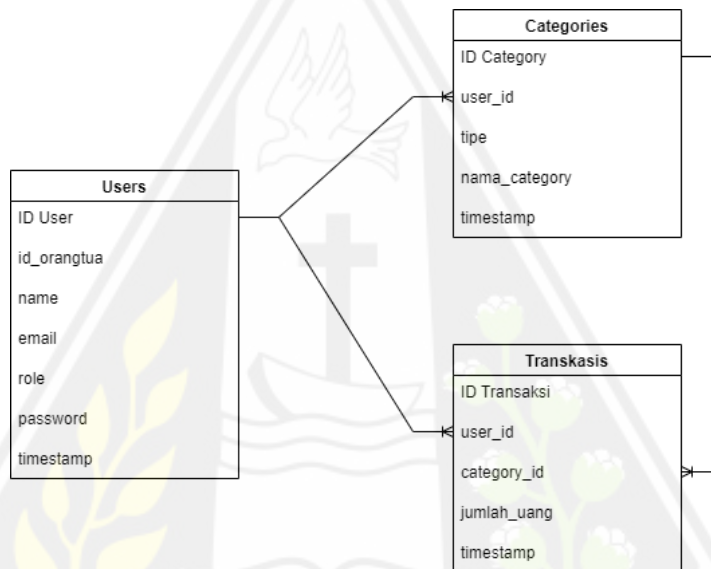 Categories
ID Category
user_id
tipe
nama_category
timestamp
Users
ID User
id_orangtua
name
email
role
password
timestamp
Transkasis
ID Transaksi
user_id
category_id
jumlah_uang
timestamp